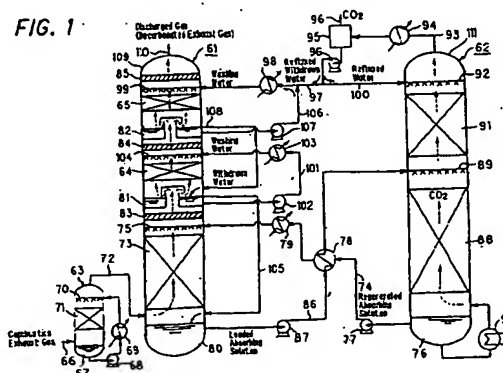 FIG. 1
Discharged Gas
(Decarbonated Exhaust Gas)
110
61
109
85
99
65
82
84
104
64
81
83
75
73
72
63
70
71
Combustion
Exhaust Gas
66
67
68
69
80
Washing
Water
98
108
106
107
Washing
Water
103
101
Withdrawn
Water
102
79
105
Loaded Absorbing
Solution
87
86
78
74
Regenerated
Absorbing
Solution
77
76
CO2
96
96
Refluxed
Withdrawn
Water
97
Refluxed
Water
100
94
93
111
62
92
91
89
CO2
88